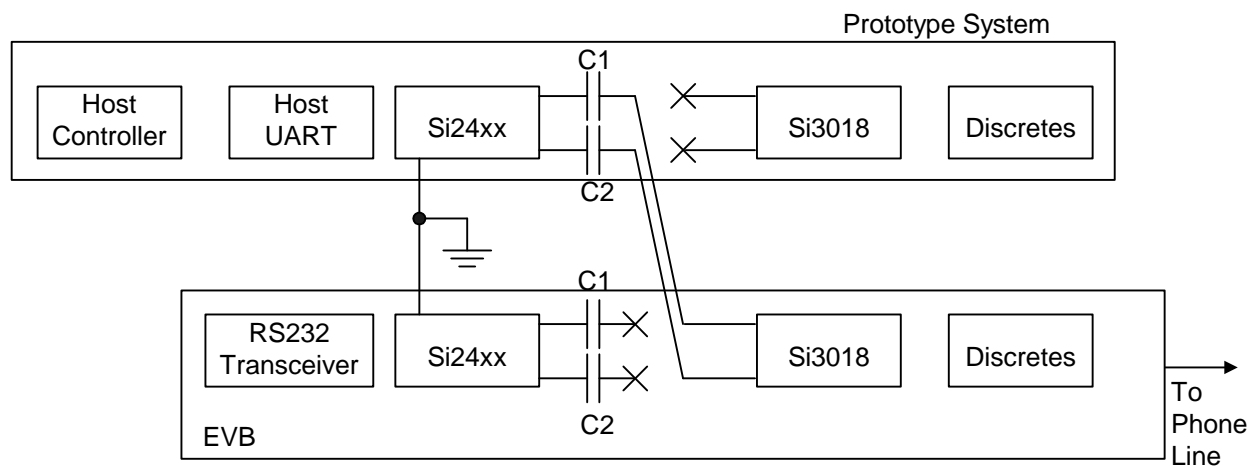 Prototype System
C1
Host
Controller
Host
UART
Si24xx
Si3018
Discretes
C2
C1
RS232
Transceiver
Si24xx
Si3018
Discretes
C2
EVB
To
Phone
Line